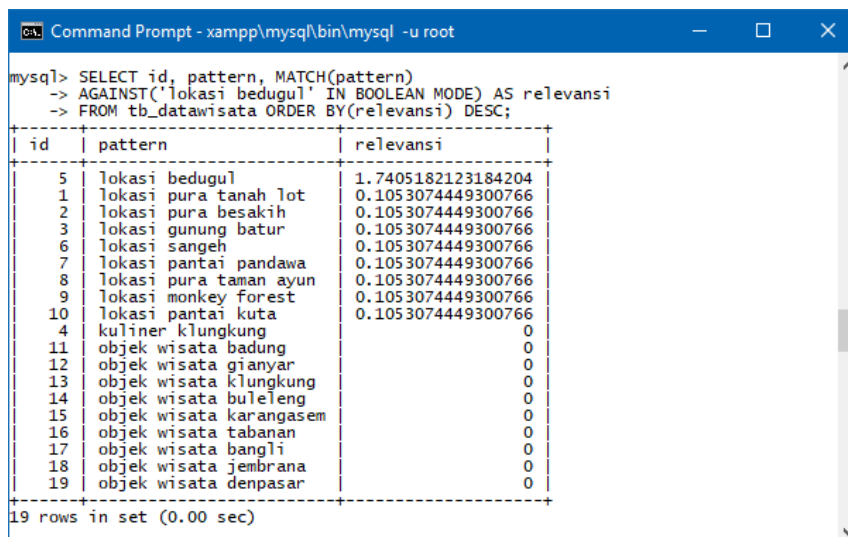 Command Prompt - xampp\mysql\bin\mysql -u root
mysql> SELECT id, pattern, MATCH(pattern)
    -> AGAINST('lokasi bedugul' IN BOOLEAN MODE) AS relevansi
    -> FROM tb_datawisata ORDER BY(relevansi) DESC;
+------+-------------------------+--------------------+
| id   | pattern                 | relevansi          |
+------+-------------------------+--------------------+
|    5 | lokasi bedugul          | 1.7405182123184204 |
|    1 | lokasi pura tanah lot   | 0.1053074449300766 |
|    2 | lokasi pura besakih     | 0.1053074449300766 |
|    3 | lokasi gunung batur     | 0.1053074449300766 |
|    6 | lokasi sangeh           | 0.1053074449300766 |
|    7 | lokasi pantai pandawa   | 0.1053074449300766 |
|    8 | lokasi pura taman ayun  | 0.1053074449300766 |
|    9 | lokasi monkey forest    | 0.1053074449300766 |
|   10 | lokasi pantai kuta      | 0.1053074449300766 |
|    4 | kuliner klungkung       |                  0 |
|   11 | objek wisata badung     |                  0 |
|   12 | objek wisata gianyar    |                  0 |
|   13 | objek wisata klungkung  |                  0 |
|   14 | objek wisata buleleng   |                  0 |
|   15 | objek wisata karangasem |                  0 |
|   16 | objek wisata tabanan    |                  0 |
|   17 | objek wisata bangli     |                  0 |
|   18 | objek wisata jembrana   |                  0 |
|   19 | objek wisata denpasar   |                  0 |
+------+-------------------------+--------------------+
19 rows in set (0.00 sec)